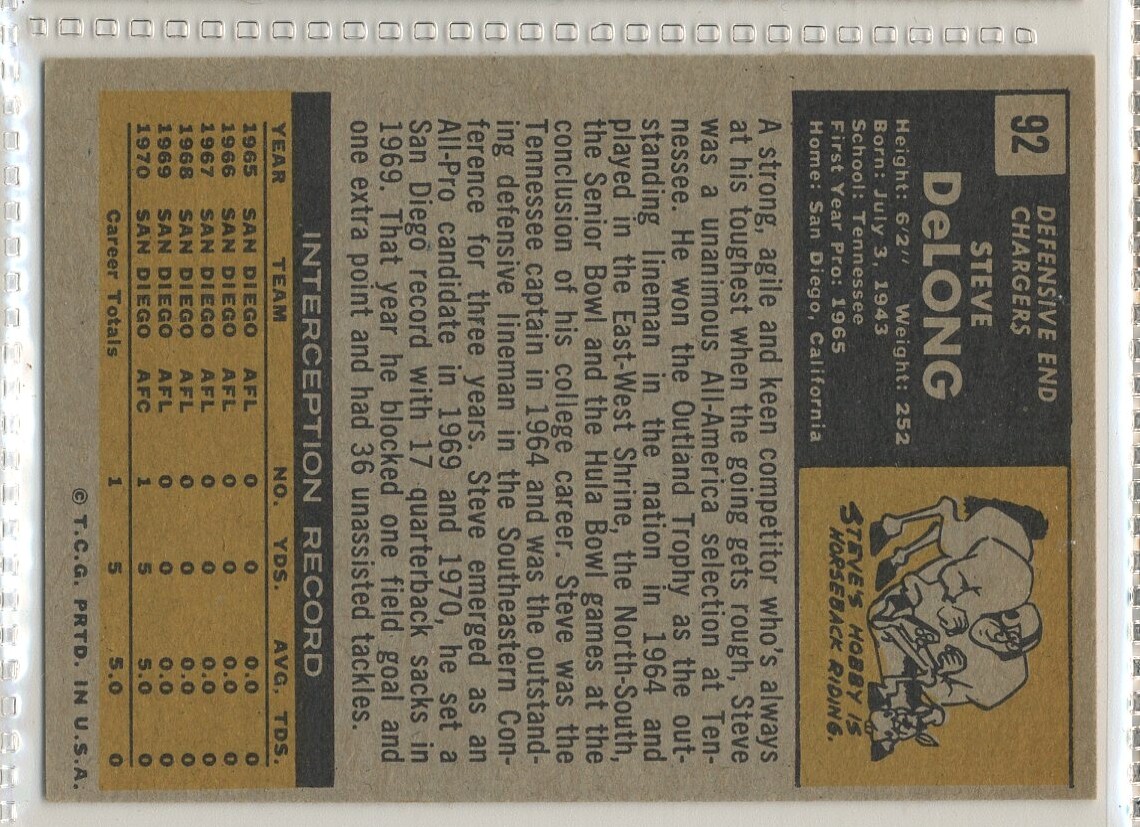 92
DEFENSIVE END
CHARGERS
STEVE
DeLONG
Height: 6'2" Weight: 252
Born: July 3, 1943
School: Tennessee
First Year Pro: 1965
Home: San Diego, California
STEVE'S HOBBY IS
HORSEBACK RIDING.
A strong, agile and keen competitor who's always
at his toughest when the going gets rough, Steve
was a unanimous All-America selection at Ten-
nessee. He won the Outland Trophy as the out-
standing lineman in the nation in 1964 and
played in the East-West Shrine, the North-South,
the Senior Bowl and the Hula Bowl games at the
conclusion of his college career. Steve was the
Tennessee captain in 1964 and was the outstand-
ing defensive lineman in the Southeastern Con-
ference for three years. Steve emerged as an
All-Pro candidate in 1969 and 1970, he set a
San Diego record with 17 quarterback sacks in
1969. That year he blocked one field goal and
one extra point and had 36 unassisted tackles.
INTERCEPTION RECORD
YEAR TEAM NO. YDS. AVG. TDS.
1965 SAN DIEGO AFL 0 0 0.0 0
1966 SAN DIEGO AFL 0 0 0.0 0
1967 SAN DIEGO AFL 0 0 0.0 0
1968 SAN DIEGO AFL 0 0 0.0 0
1969 SAN DIEGO AFL 0 0 0.0 0
1970 SAN DIEGO AFC 1 5 5.0 0
Career Totals 1 5 5.0 0
© T.C.G. PRTD. IN U.S.A.